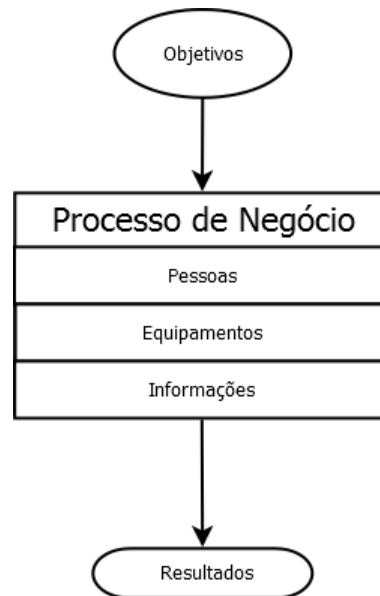 Objetivos
Processo de Negócio
Pessoas
Equipamentos
Informações
Resultados